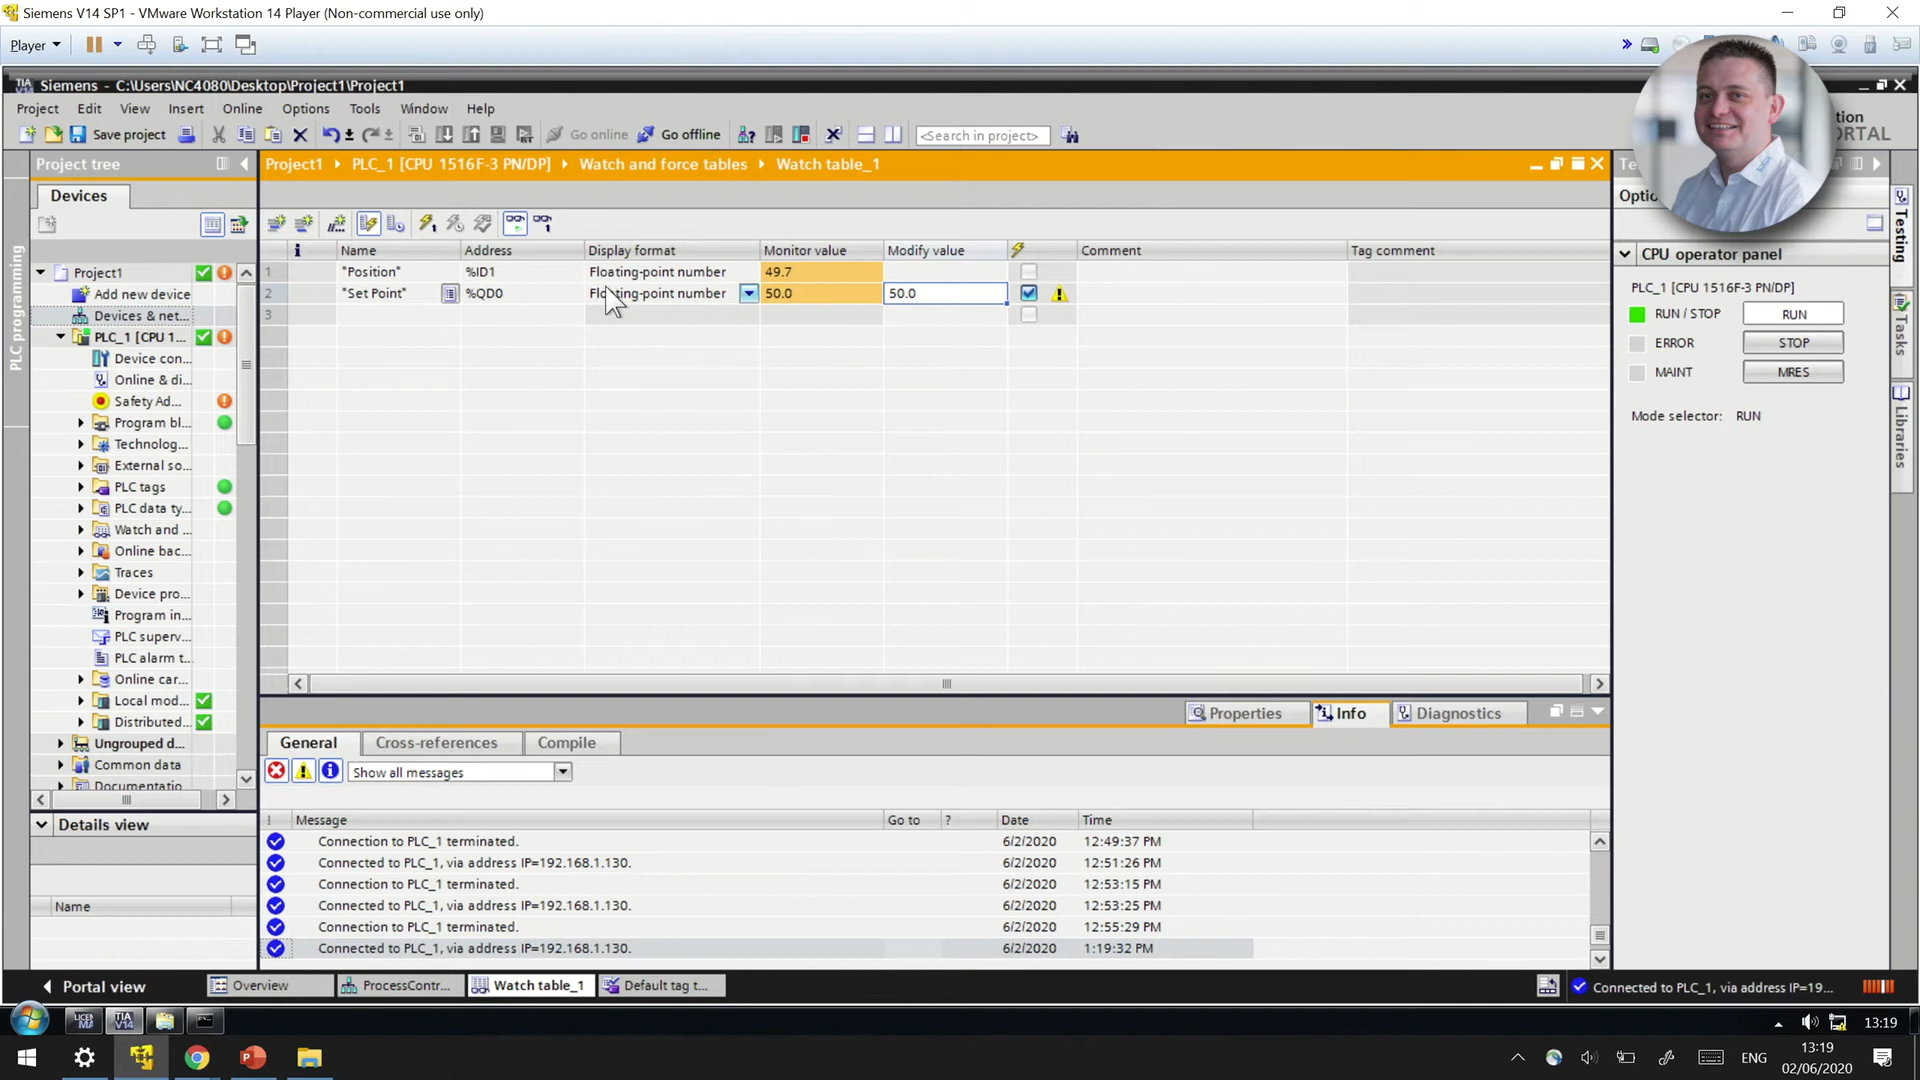 Siemens V14 SP1 - VMware Workstation 14 Player (Non-commercial use only)
Player
Siemens - C:\Users\NC4080\Desktop\Project1\Project1
Project Edit View Insert Online Options Tools Window Help
Save project Go online Go offline <Search in project>
PORTAL
Project tree
Project1 PLC_1 [CPU 1516F-3 PN/DP] Watch and force tables Watch table_1
Devices
Name Address Display format Monitor value Modify value Comment Tag comment
1 "Position" %ID1 Floating-point number 49.7
2 "Set Point" %QD0 Floating-point number 50.0 50.0
3
PLC programming
Project1
Add new device
Devices & net...
PLC_1 [CPU 1...
Device con...
Online & di...
Safety Ad...
Program bl...
Technolog...
External so...
PLC tags
PLC data ty...
Watch and ...
Online bac...
Traces
Device pro...
Program in...
PLC superv...
PLC alarm t...
Online car...
Local mod...
Distributed...
Ungrouped d...
Common data
Documentatio
Details view
Name
CPU operator panel
PLC_1 [CPU 1516F-3 PN/DP]
RUN / STOP RUN
ERROR STOP
MAINT MRES
Mode selector: RUN
Testing
Tasks
Libraries
Properties Info Diagnostics
General Cross-references Compile
Show all messages
! Message Go to ? Date Time
Connection to PLC_1 terminated. 6/2/2020 12:49:37 PM
Connected to PLC_1, via address IP=192.168.1.130. 6/2/2020 12:51:26 PM
Connection to PLC_1 terminated. 6/2/2020 12:53:15 PM
Connected to PLC_1, via address IP=192.168.1.130. 6/2/2020 12:53:25 PM
Connection to PLC_1 terminated. 6/2/2020 12:55:29 PM
Connected to PLC_1, via address IP=192.168.1.130. 6/2/2020 1:19:32 PM
Portal view Overview ProcessContr... Watch table_1 Default tag t... Connected to PLC_1, via address IP=19...
13:19
ENG
13:19
02/06/2020